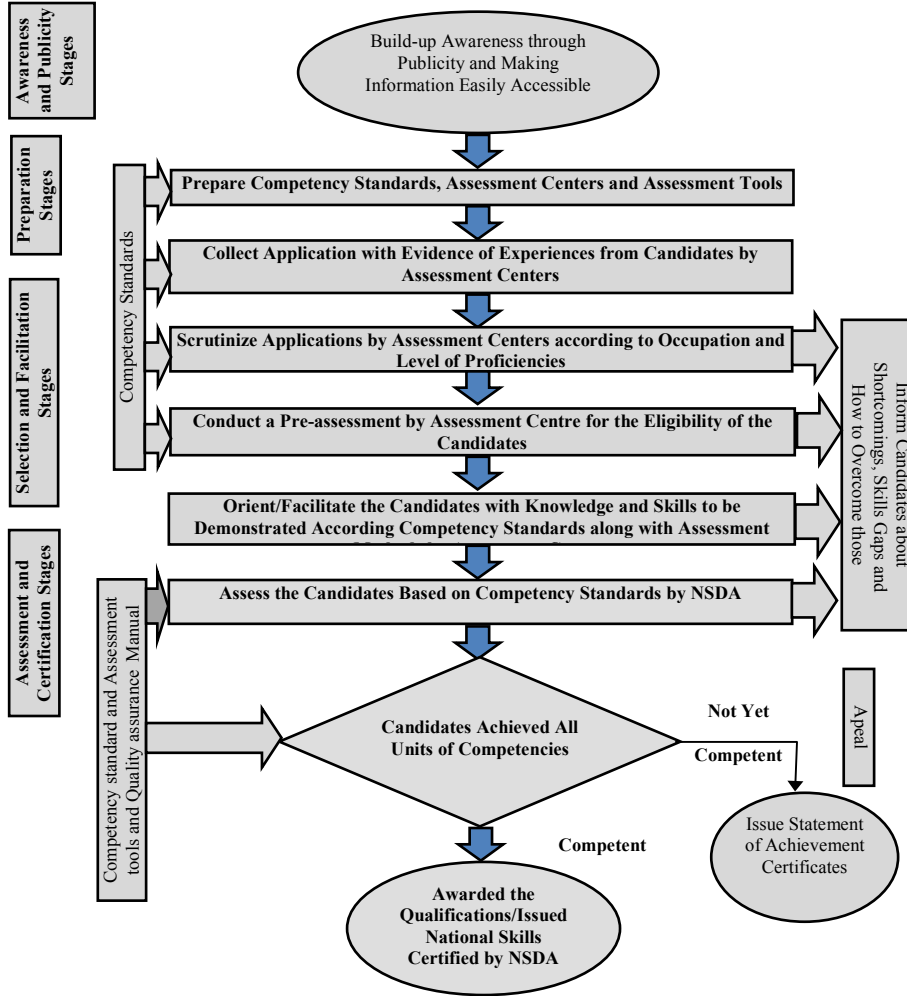 Awareness
and Publicity
Stages
Build-up Awareness through
Publicity and Making
Information Easily Accessible
Preparation
Stages
Competency Standards
Prepare Competency Standards, Assessment Centers and Assessment Tools
Collect Application with Evidence of Experiences from Candidates by
Assessment Centers
Selection and Facilitation
Stages
Scrutinize Applications by Assessment Centers according to Occupation and
Level of Proficiencies
Conduct a Pre-assessment by Assessment Centre for the Eligibility of the
Candidates
Inform Candidates about
Shortcomings, Skills Gaps and
How to Overcome those
Orient/Facilitate the Candidates with Knowledge and Skills to be
Demonstrated According Competency Standards along with Assessment
Assessment and
Certification Stages
Competency standard and Assessment
tools and Quality assurance Manual
Assess the Candidates Based on Competency Standards by NSDA
Candidates Achieved All
Units of Competencies
Not Yet
Competent
Apeal
Issue Statement
of Achievement
Certificates
Competent
Awarded the
Qualifications/Issued
National Skills
Certified by NSDA